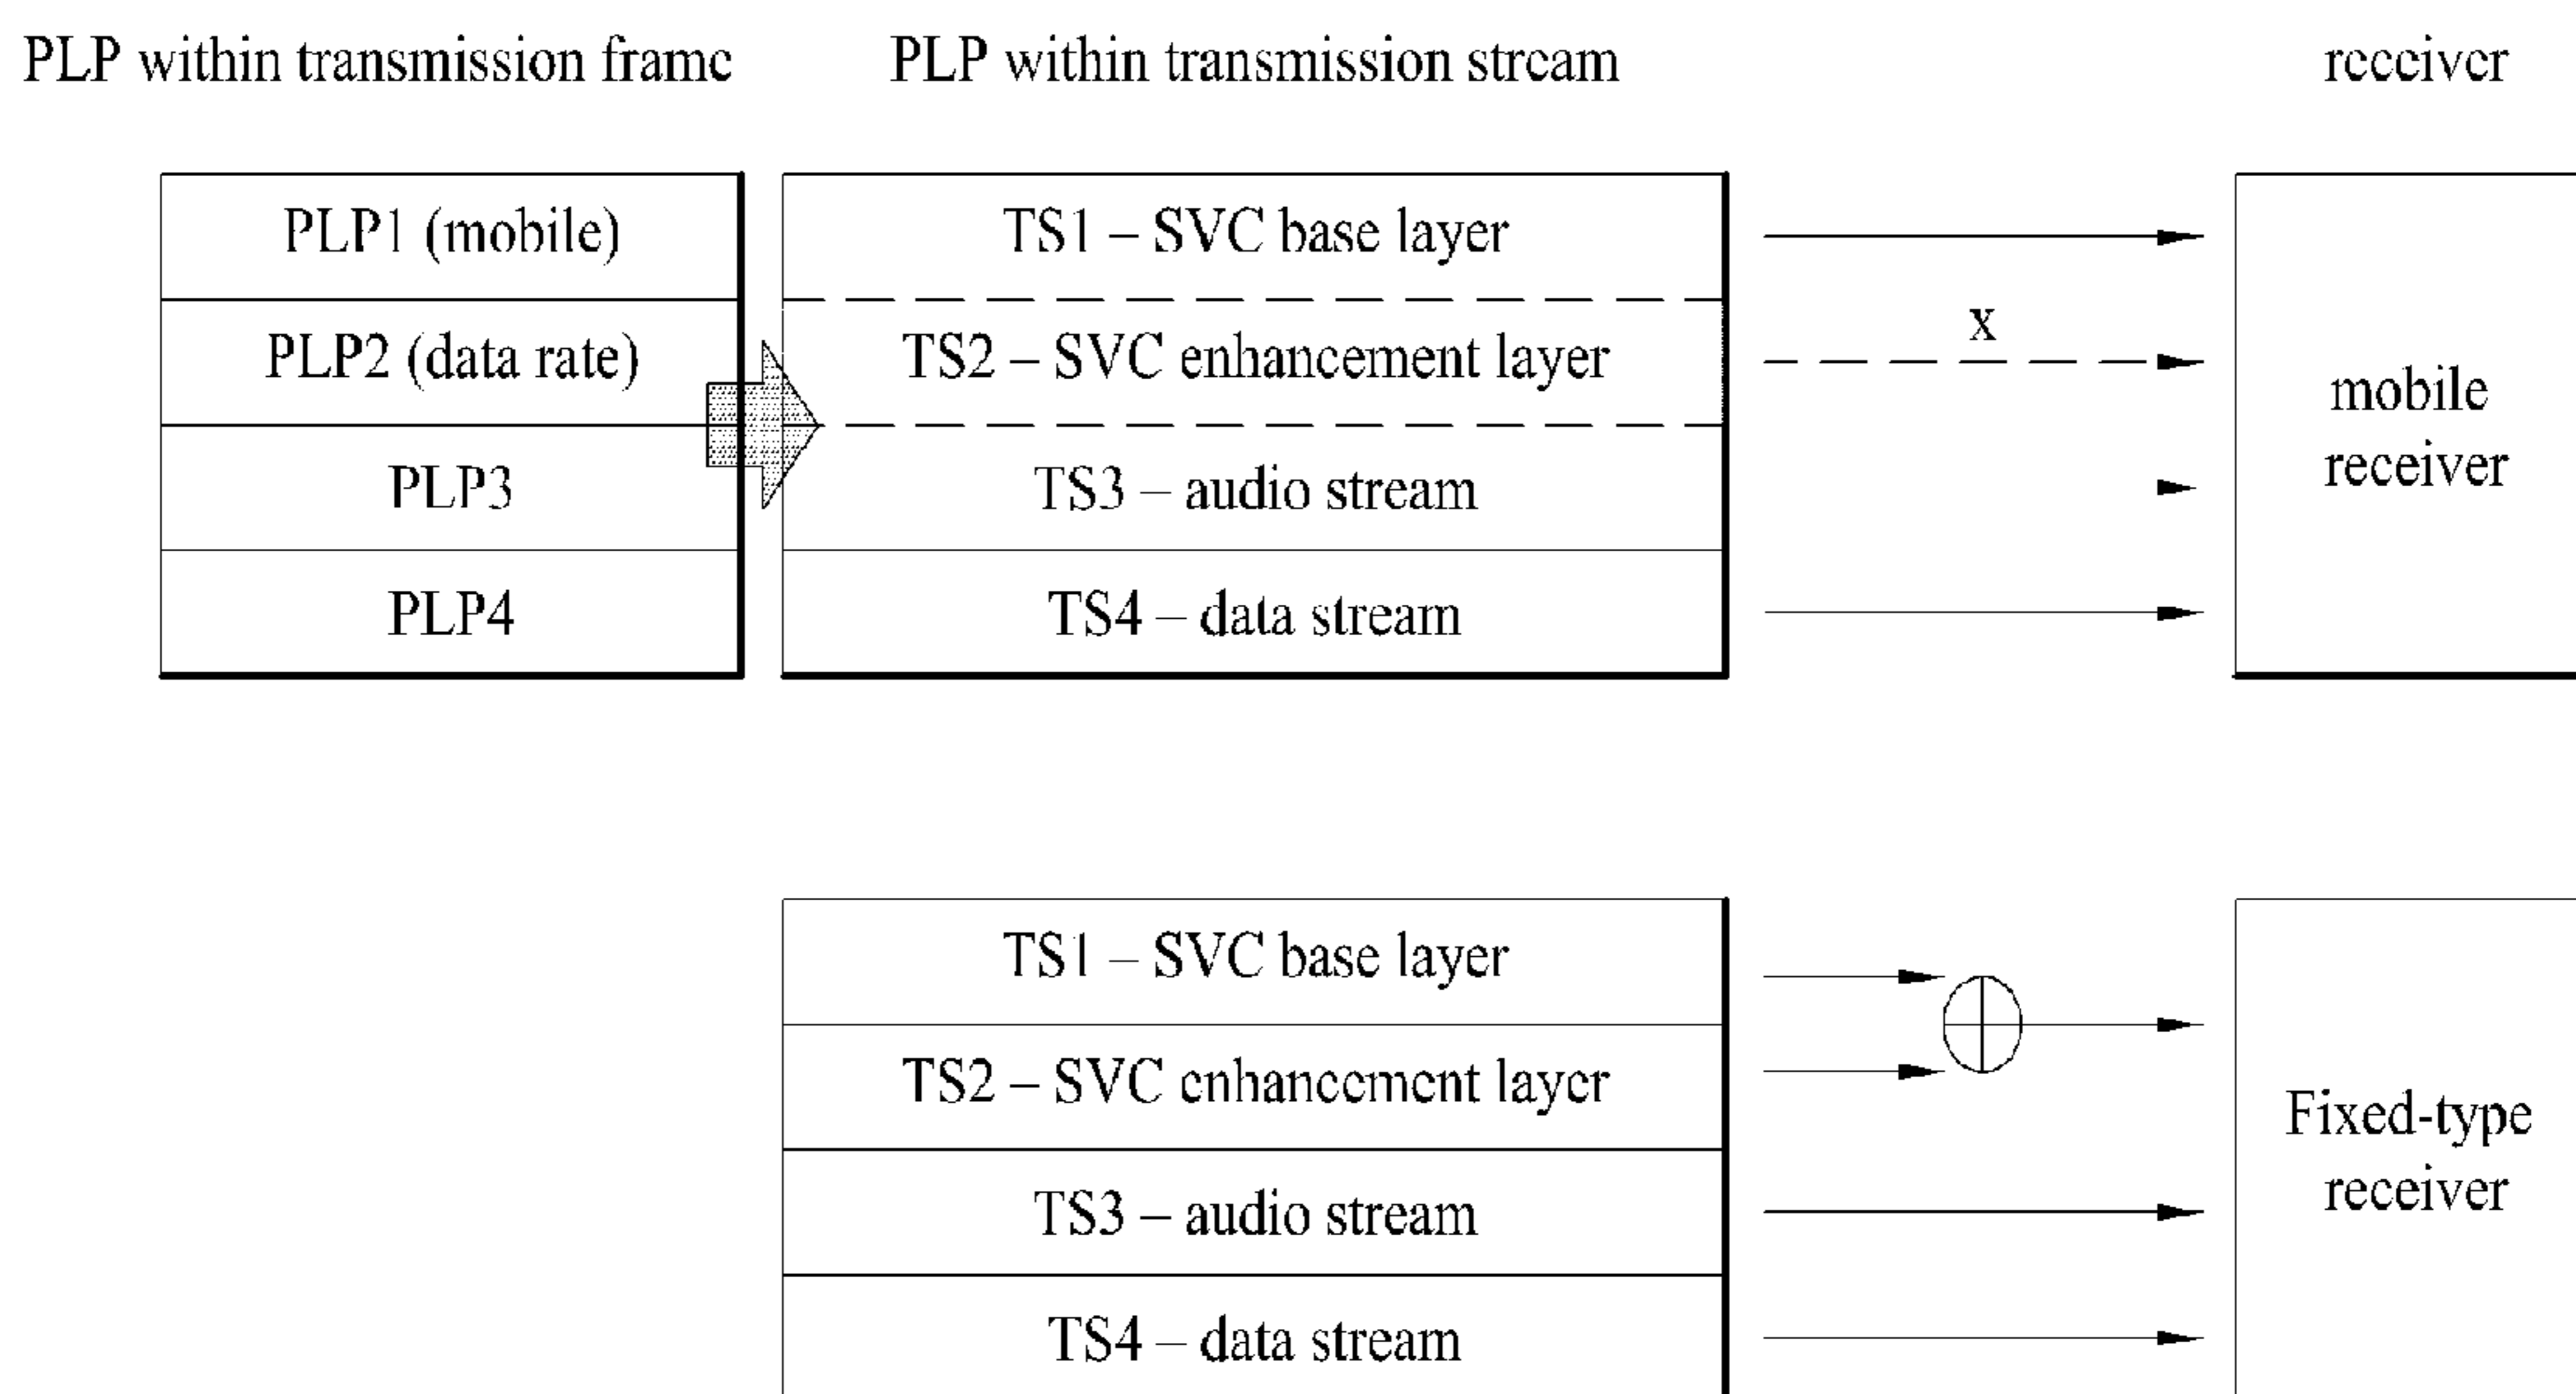 PLP within transmission frame
PLP within transmission stream
receiver
PLP1 (mobile)
TS1 – SVC base layer
PLP2 (data rate)
TS2 – SVC enhancement layer
x
PLP3
TS3 – audio stream
mobile
receiver
PLP4
TS4 – data stream
TS1 – SVC base layer
TS2 – SVC enhancement layer
TS3 – audio stream
TS4 – data stream
Fixed-type
receiver